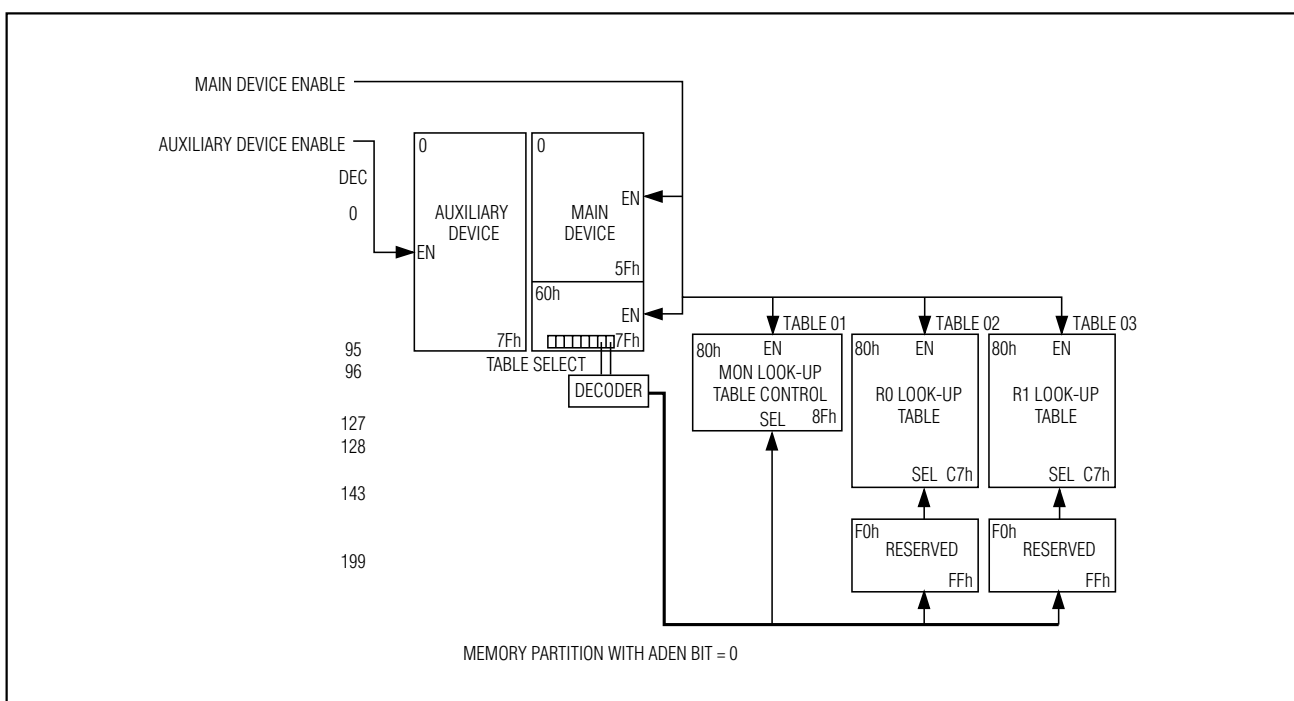 MAIN DEVICE ENABLE
AUXILIARY DEVICE ENABLE
DEC
0
95
96
127
128
143
199
0
AUXILIARY
DEVICE
EN
7Fh
0
EN
MAIN
DEVICE
5Fh
60h
EN
7Fh
TABLE SELECT
DECODER
TABLE 01
80h
EN
MON LOOK-UP
TABLE CONTROL
SEL
8Fh
TABLE 02
80h
EN
R0 LOOK-UP
TABLE
SEL C7h
F0h
RESERVED
FFh
TABLE 03
80h
EN
R1 LOOK-UP
TABLE
SEL C7h
F0h
RESERVED
FFh
MEMORY PARTITION WITH ADEN BIT = 0